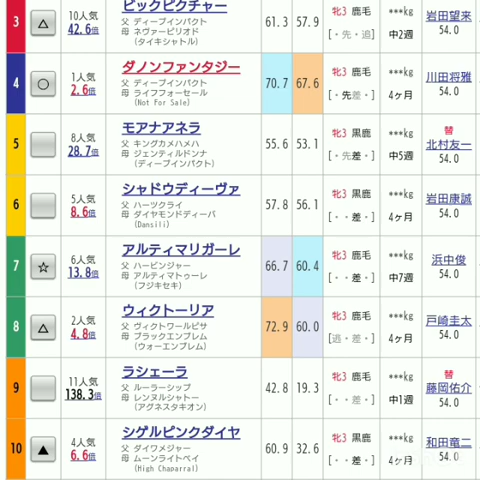 3 △ 10人気 42.6倍 ビックピクチャー 父 ディープインパクト 母 ネヴァーピリオド (タイキシャトル) 61.3 57.9 牝3 鹿毛 [・先・追] ***kg 中2週 岩田望来 54.0
4 ○ 1人気 2.6倍 ダノンファンタジー 父 ディープインパクト 母 ライフフォーセール (Not For Sale) 70.7 67.6 牝3 鹿毛 [・先差・] ***kg 4ヶ月 川田将雅 54.0
5 8人気 28.7倍 モアナアネラ 父 キングカメハメハ 母 ジェンティルドンナ (ディープインパクト) 55.6 53.1 牝3 黒鹿 [・先差・] ***kg 中5週 替 北村友一 54.0
6 5人気 8.6倍 シャドウディーヴァ 父 ハーツクライ 母 ダイヤモンドディーバ (Dansili) 57.8 56.1 牝3 黒鹿 [・・差・] ***kg 4ヶ月 岩田康誠 54.0
7 ☆ 6人気 13.8倍 アルティマリガーレ 父 ハービンジャー 母 アルティマトゥーレ (フジキセキ) 66.7 60.4 牝3 鹿毛 [・・差・] ***kg 中7週 浜中俊 54.0
8 △ 2人気 4.8倍 ウィクトーリア 父 ヴィクトワールピサ 母 ブラックエンブレム (ウォーエンブレム) 72.9 60.0 牝3 鹿毛 [逃・差・] ***kg 4ヶ月 戸崎圭太 54.0
9 11人気 138.3倍 ラシェーラ 父 ルーラーシップ 母 レンヌルシャトー (アグネスタキオン) 42.8 19.3 牝3 鹿毛 [・・差・] ***kg 中1週 替 藤岡佑介 54.0
10 ▲ 4人気 6.6倍 シゲルピンクダイヤ 父 ダイワメジャー 母 ムーンライトベイ (High Chaparral) 60.9 32.6 牝3 黒鹿 [・・差・] ***kg 4ヶ月 和田竜二 54.0